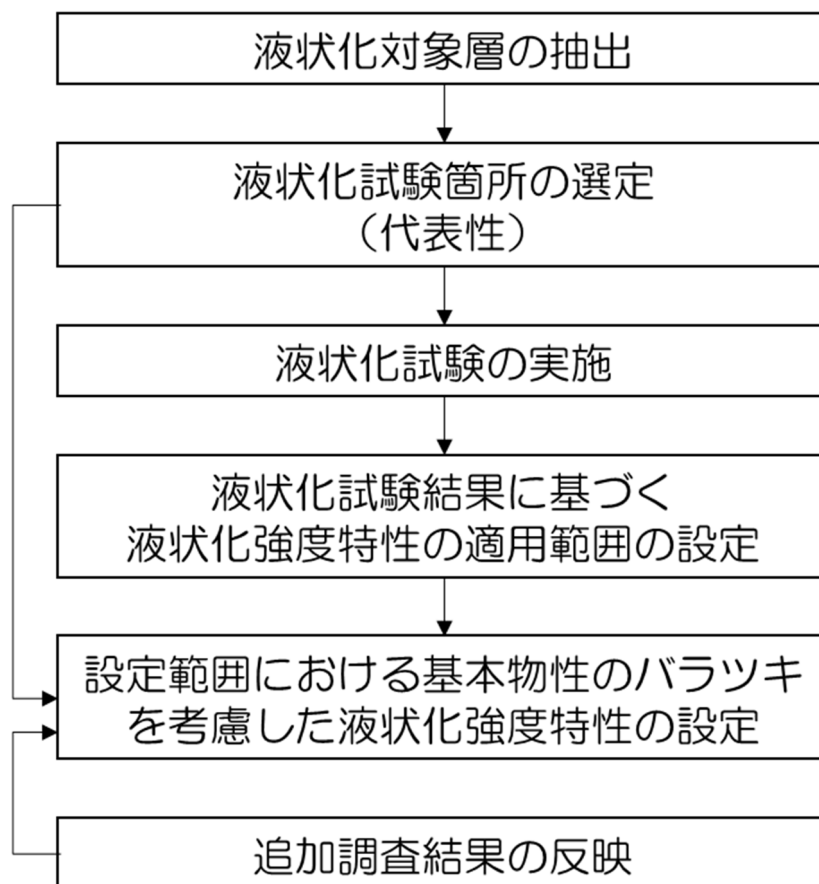 液状化対象層の抽出
液状化試験箇所の選定
（代表性）
液状化試験の実施
液状化試験結果に基づく
液状化強度特性の適用範囲の設定
設定範囲における基本物性のバラツキ
を考慮した液状化強度特性の設定
追加調査結果の反映